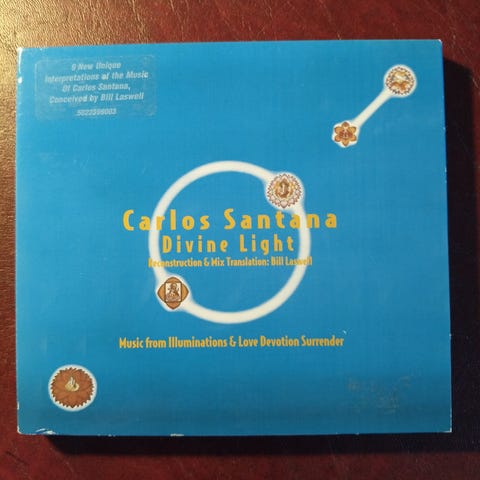 9 New Unique
Interpretations of the Music
Of Carlos Santana,
Conceived by Bill Laswell
5022598003
Carlos Santana
Divine Light
Reconstruction & Mix Translation: Bill Laswell
Music from Illuminations & Love Devotion Surrender